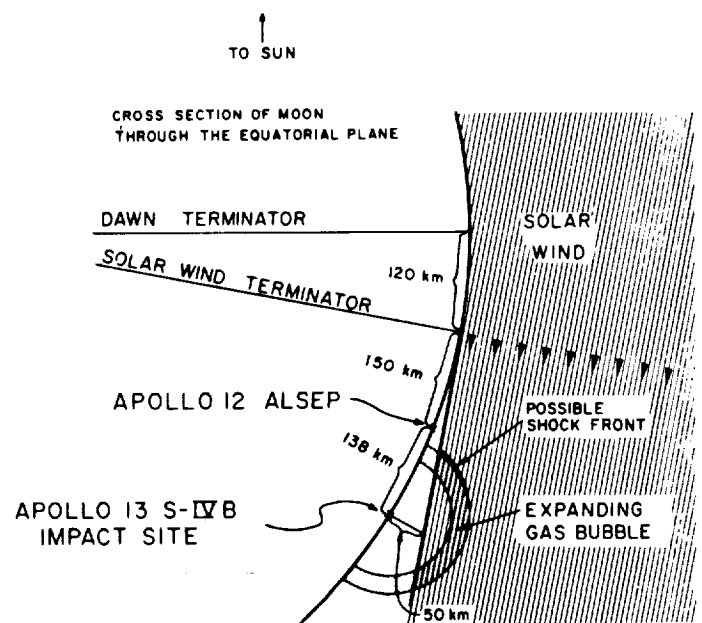 TO SUN
CROSS SECTION OF MOON
THROUGH THE EQUATORIAL PLANE
DAWN TERMINATOR
SOLAR
WIND
SOLAR WIND TERMINATOR
120 km
150 km
APOLLO 12 ALSEP
POSSIBLE
SHOCK FRONT
138 km
APOLLO 13 S-IVB
IMPACT SITE
EXPANDING
GAS BUBBLE
50 km